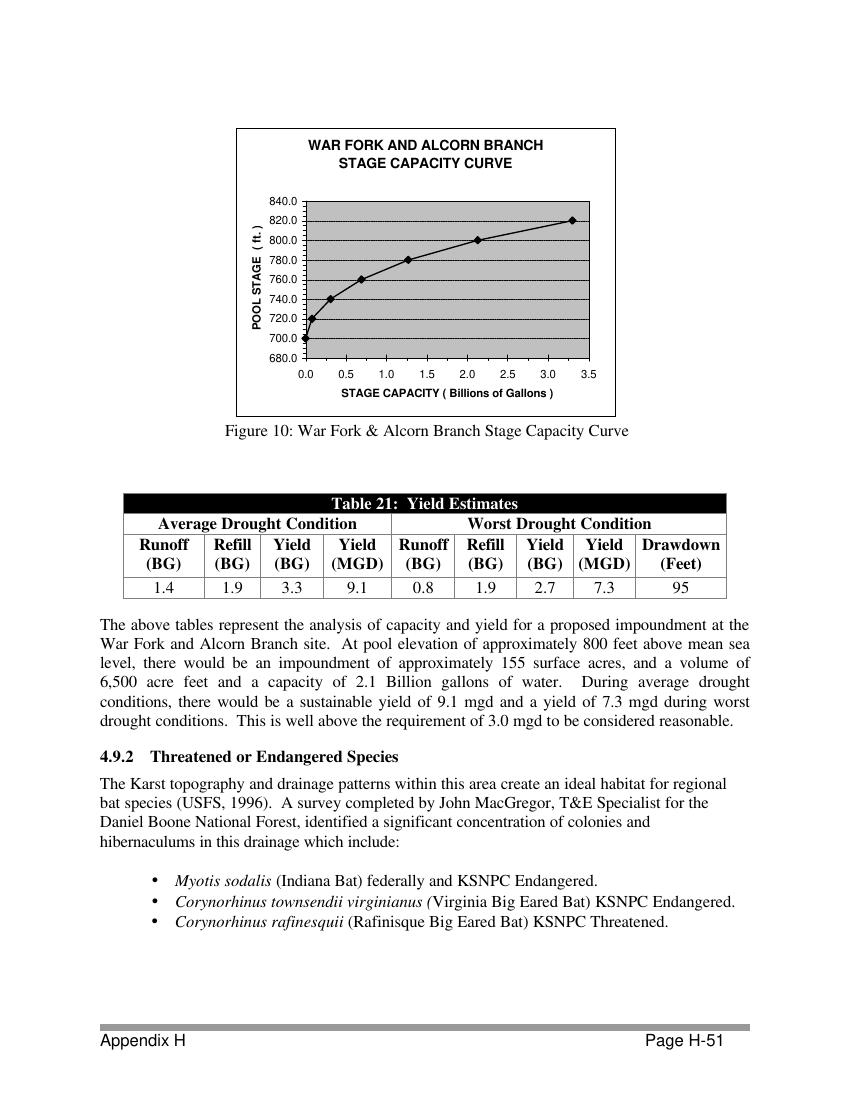 WAR FORK AND ALCORN BRANCH
STAGE CAPACITY CURVE
840.0
820.0
800.0
780.0
760.0
740.0
720.0
700.0
680.0
POOL STAGE ( ft. )
0.0 0.5 1.0 1.5 2.0 2.5 3.0 3.5
STAGE CAPACITY ( Billions of Gallons )
Figure 10: War Fork & Alcorn Branch Stage Capacity Curve
Table 21: Yield Estimates
Average Drought Condition Worst Drought Condition
Runoff Refill Yield Yield Runoff Refill Yield Yield Drawdown
(BG) (BG) (BG) (MGD) (BG) (BG) (BG) (MGD) (Feet)
1.4 1.9 3.3 9.1 0.8 1.9 2.7 7.3 95
The above tables represent the analysis of capacity and yield for a proposed impoundment at the
War Fork and Alcorn Branch site. At pool elevation of approximately 800 feet above mean sea
level, there would be an impoundment of approximately 155 surface acres, and a volume of
6,500 acre feet and a capacity of 2.1 Billion gallons of water. During average drought
conditions, there would be a sustainable yield of 9.1 mgd and a yield of 7.3 mgd during worst
drought conditions. This is well above the requirement of 3.0 mgd to be considered reasonable.
4.9.2 Threatened or Endangered Species
The Karst topography and drainage patterns within this area create an ideal habitat for regional
bat species (USFS, 1996). A survey completed by John MacGregor, T&E Specialist for the
Daniel Boone National Forest, identified a significant concentration of colonies and
hibernaculums in this drainage which include:
• Myotis sodalis (Indiana Bat) federally and KSNPC Endangered.
• Corynorhinus townsendii virginianus (Virginia Big Eared Bat) KSNPC Endangered.
• Corynorhinus rafinesquii (Rafinisque Big Eared Bat) KSNPC Threatened.
Appendix H Page H-51